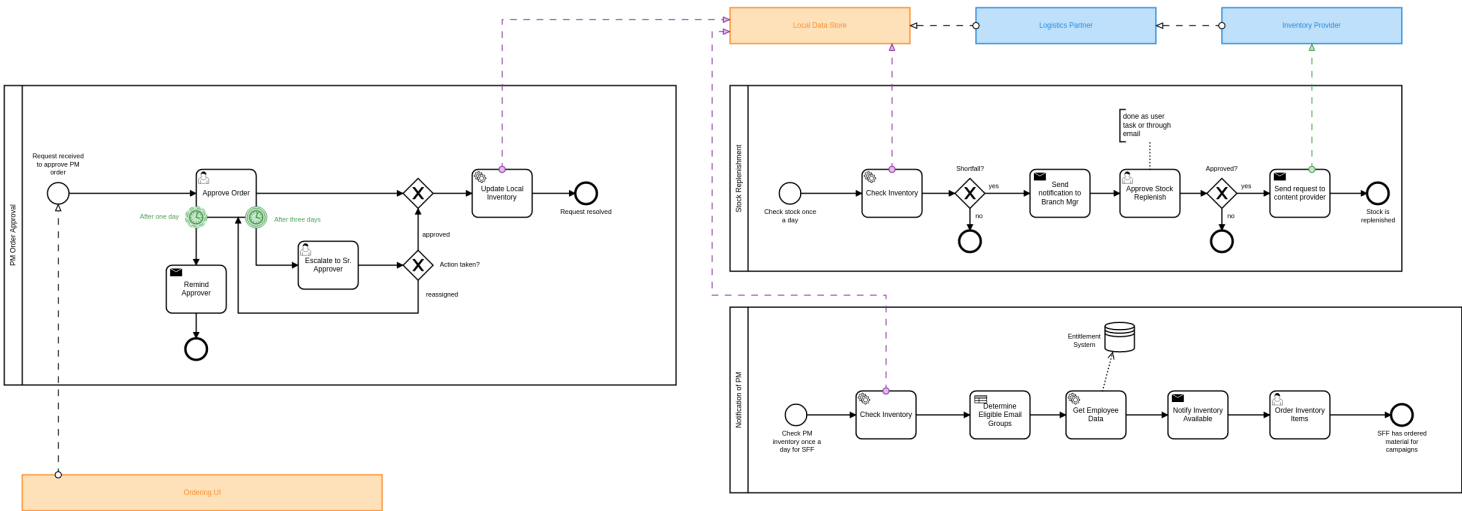 Local Data Store
Logistics Partner
Inventory Provider
PM Order Approval
Request received
to approve PM
order
Approve Order
After one day
After three days
Remind
Approver
Escalate to Sr.
Approver
approved
Action taken?
reassigned
Update Local
Inventory
Request resolved
Ordering UI
Stock Replenishment
Check stock once
a day
Check Inventory
Shortfall?
yes
no
Send
notification to
Branch Mgr
done as user
task or through
email
Approve Stock
Replenish
Approved?
yes
no
Send request to
content provider
Stock is
replenished
Notification of PM
Check PM
inventory once a
day for SFF
Check Inventory
Determine
Eligible Email
Groups
Entitlement
System
Get Employee
Data
Notify Inventory
Available
Order Inventory
Items
SFF has ordered
material for
campaigns